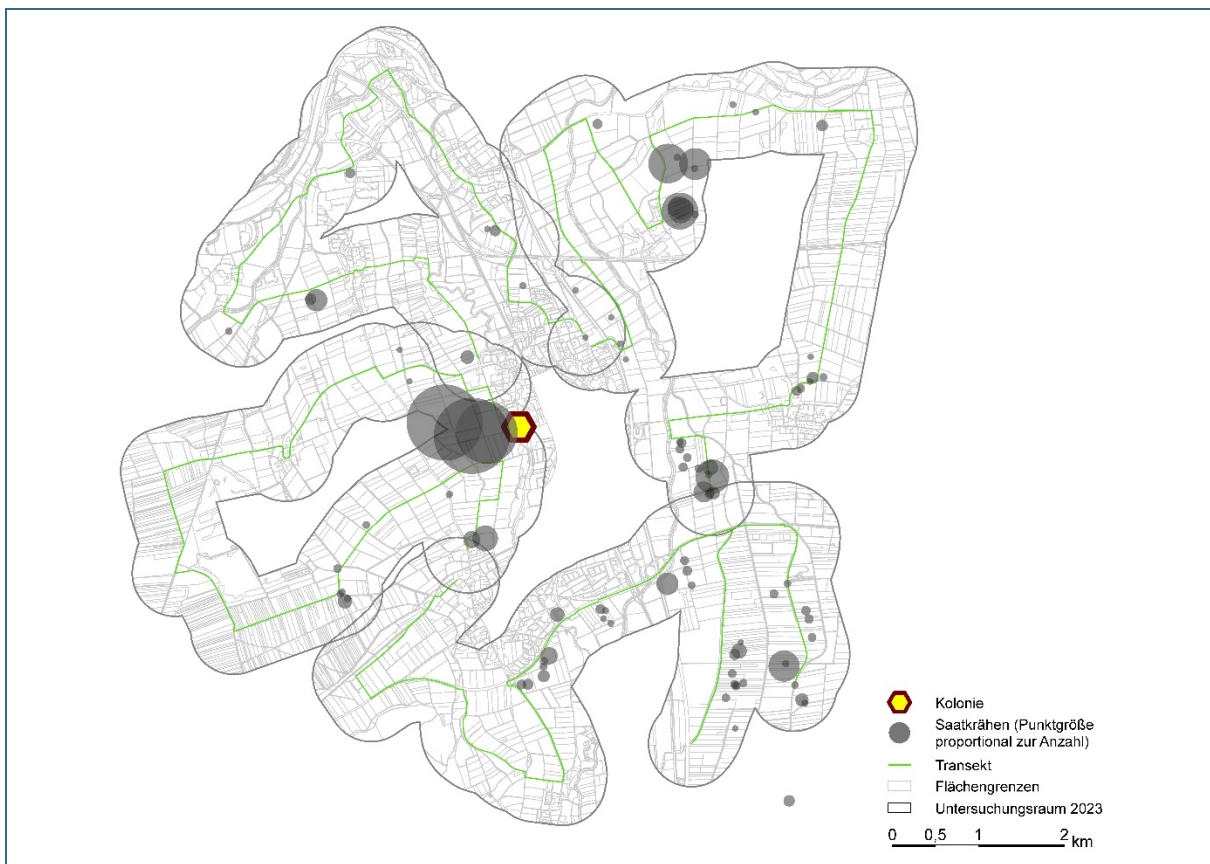 Kolonie
Saatkrähen (Punktgröße
proportional zur Anzahl)
Transekt
Flächengrenzen
Untersuchungsraum 2023
0 0,5 1 2 km